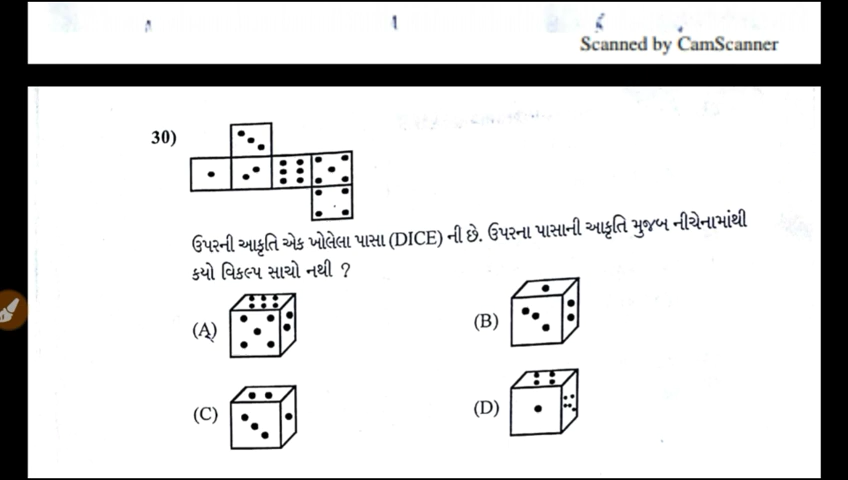 Scanned by CamScanner
30)
ઉપરની આકૃતિ એક ખોલેલા પાસા (DICE) ની છે. ઉપરના પાસાની આકૃતિ મુજબ નીચેનામાંથી
કયો વિકલ્પ સાચો નથી ?
(A)
(B)
(C)
(D)